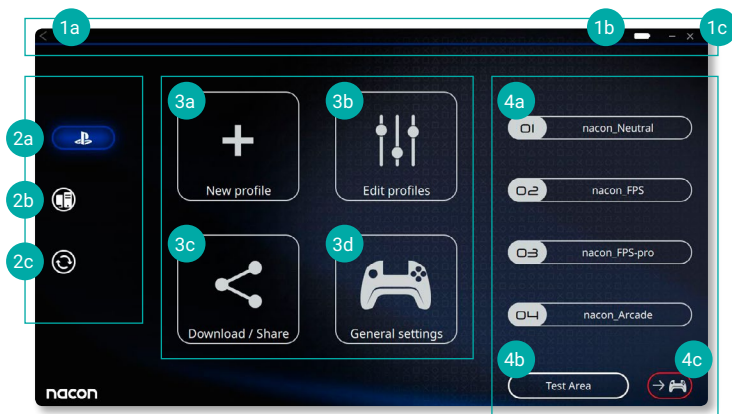 1a
1b
1c
2a
2b
2c
3a
New profile
3b
Edit profiles
3c
Download / Share
3d
General settings
4a
01 nacon_Neutral
02 nacon_FPS
03 nacon_FPS-pro
04 nacon_Arcade
4b
Test Area
4c
nacon